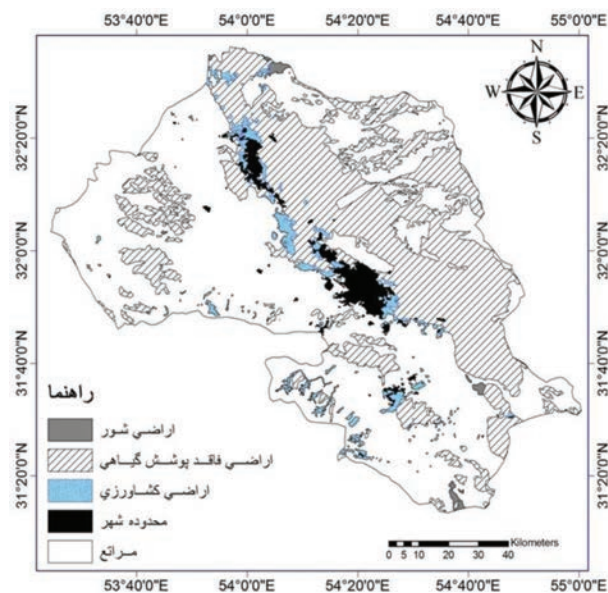 53°40'0"E 54°0'0"E 54°20'0"E 54°40'0"E 55°0'0"E
N
W E
S
32°20'0"N 32°20'0"N
32°0'0"N 32°0'0"N
31°40'0"N 31°40'0"N
31°20'0"N 31°20'0"N
راهنما
اراضي شور
اراضي فاقد پوشش گياهي
اراضي كشاورزي
محدوده شهر
مراتع
Kilometers
0 5 10 20 30 40
53°40'0"E 54°0'0"E 54°20'0"E 54°40'0"E 55°0'0"E